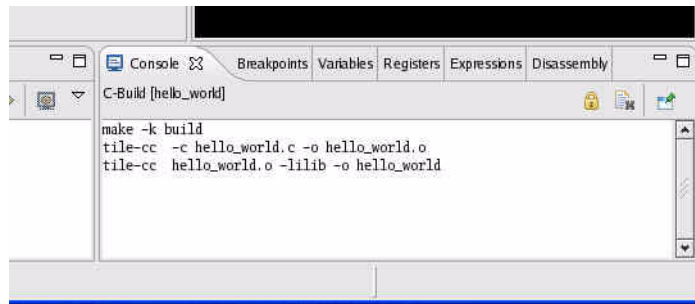 Console Breakpoints Variables Registers Expressions Disassembly
C-Build [hello_world]
make -k build
tile-cc -c hello_world.c -o hello_world.o
tile-cc hello_world.o -lilib -o hello_world